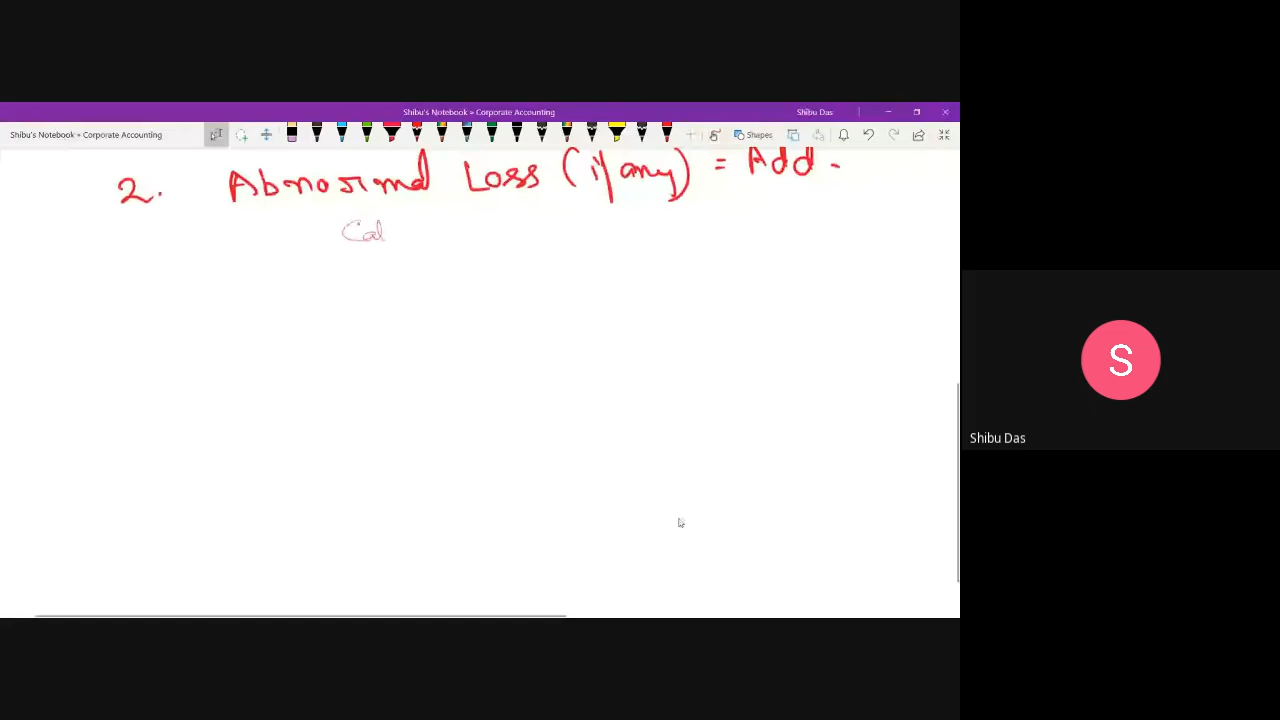 Shibu's Notebook » Corporate Accounting
Shibu Das
Shibu's Notebook » Corporate Accounting
Shapes
2. Abnormal Loss (if any) = Add -
Cal
S
Shibu Das